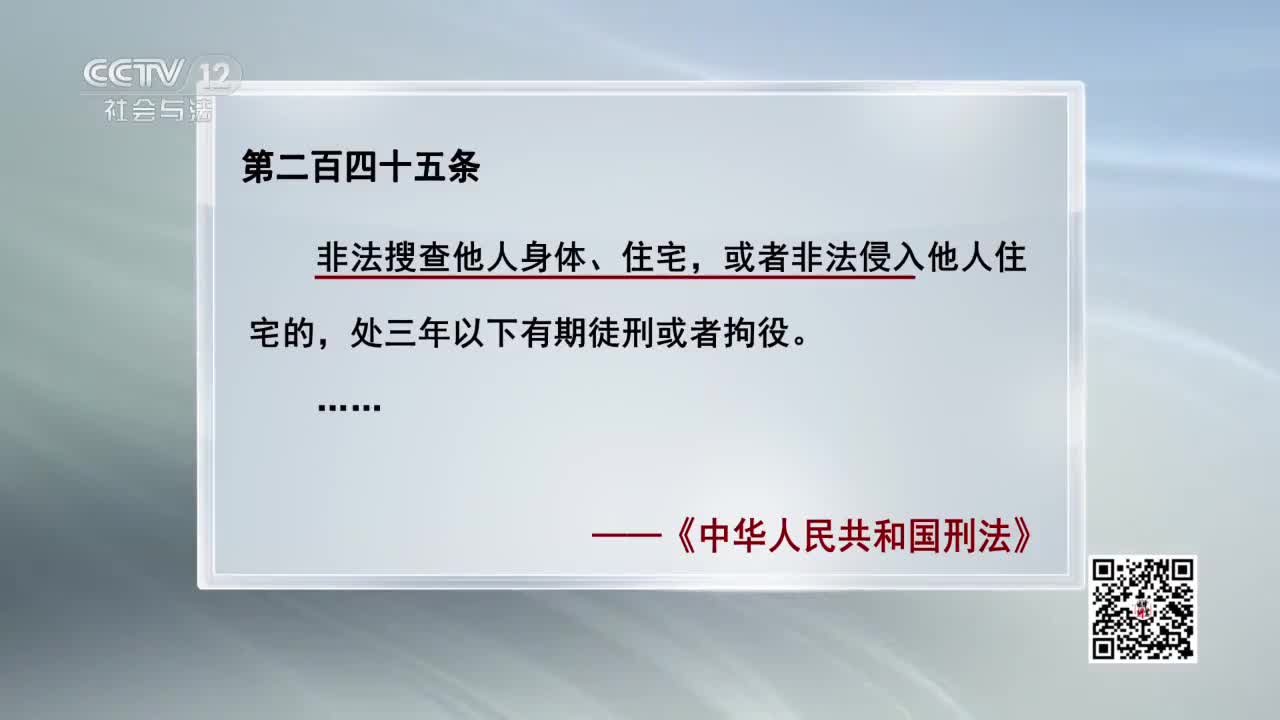 CCTV 12
社会与法
第二百四十五条
非法搜查他人身体、住宅，或者非法侵入他人住
宅的，处三年以下有期徒刑或者拘役。
……
——《中华人民共和国刑法》